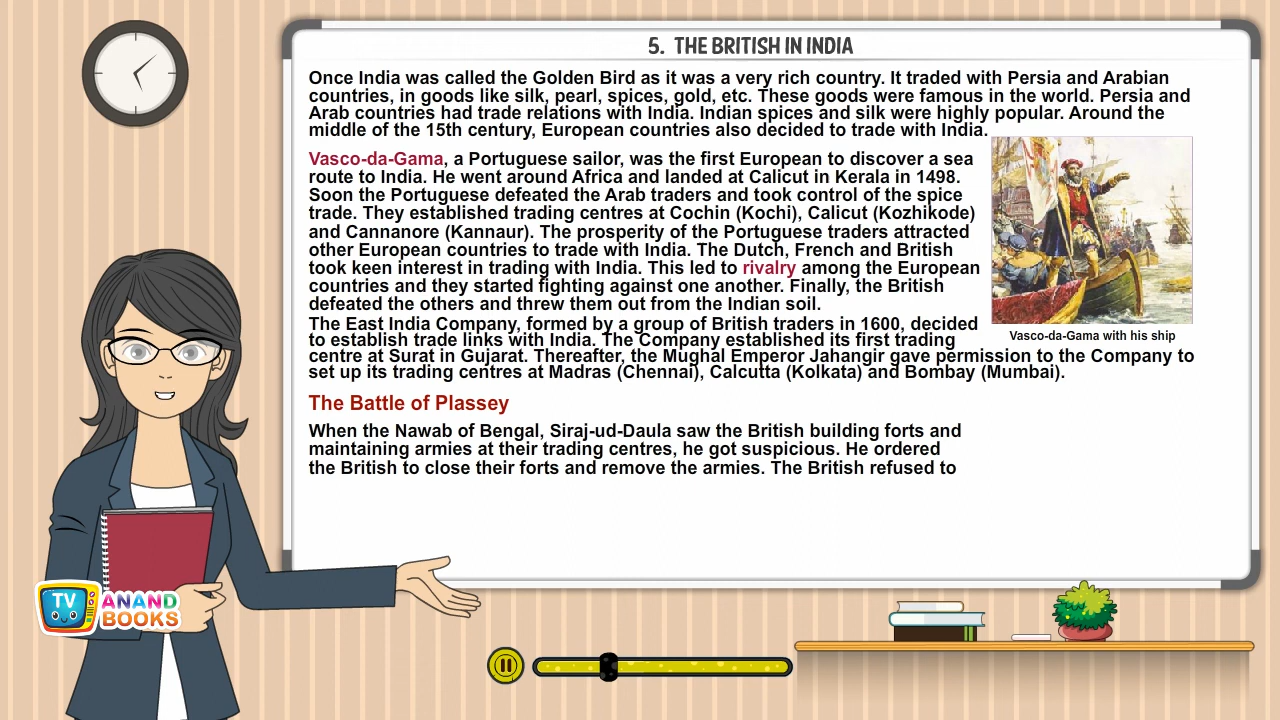 5. THE BRITISH IN INDIA
Once India was called the Golden Bird as it was a very rich country. It traded with Persia and Arabian
countries, in goods like silk, pearl, spices, gold, etc. These goods were famous in the world. Persia and
Arab countries had trade relations with India. Indian spices and silk were highly popular. Around the
middle of the 15th century, European countries also decided to trade with India.
Vasco-da-Gama, a Portuguese sailor, was the first European to discover a sea
route to India. He went around Africa and landed at Calicut in Kerala in 1498.
Soon the Portuguese defeated the Arab traders and took control of the spice
trade. They established trading centres at Cochin (Kochi), Calicut (Kozhikode)
and Cannanore (Kannaur). The prosperity of the Portuguese traders attracted
other European countries to trade with India. The Dutch, French and British
took keen interest in trading with India. This led to rivalry among the European
countries and they started fighting against one another. Finally, the British
defeated the others and threw them out from the Indian soil.
Vasco-da-Gama with his ship
The East India Company, formed by a group of British traders in 1600, decided
to establish trade links with India. The Company established its first trading
centre at Surat in Gujarat. Thereafter, the Mughal Emperor Jahangir gave permission to the Company to
set up its trading centres at Madras (Chennai), Calcutta (Kolkata) and Bombay (Mumbai).
The Battle of Plassey
When the Nawab of Bengal, Siraj-ud-Daula saw the British building forts and
maintaining armies at their trading centres, he got suspicious. He ordered
the British to close their forts and remove the armies. The British refused to
TV
ANAND
BOOKS